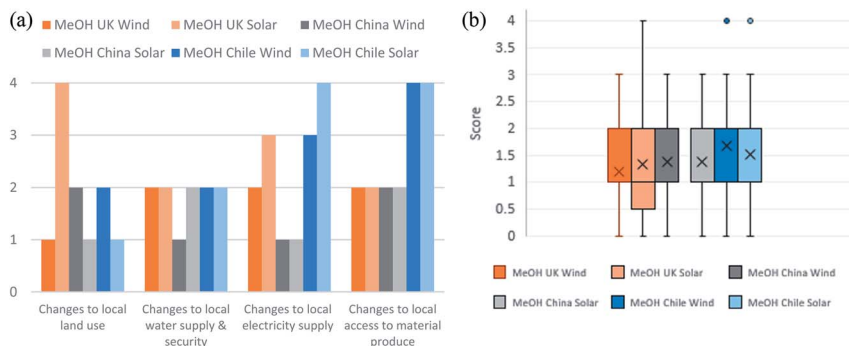 (a)
MeOH UK Wind MeOH UK Solar MeOH China Wind
MeOH China Solar MeOH Chile Wind MeOH Chile Solar
4
3
2
1
0
Changes to local land use
Changes to local water supply & security
Changes to local electricity supply
Changes to local access to material produce
(b)
Score
4
3.5
3
2.5
2
1.5
1
0.5
0
MeOH UK Wind MeOH UK Solar MeOH China Wind
MeOH China Solar MeOH Chile Wind MeOH Chile Solar